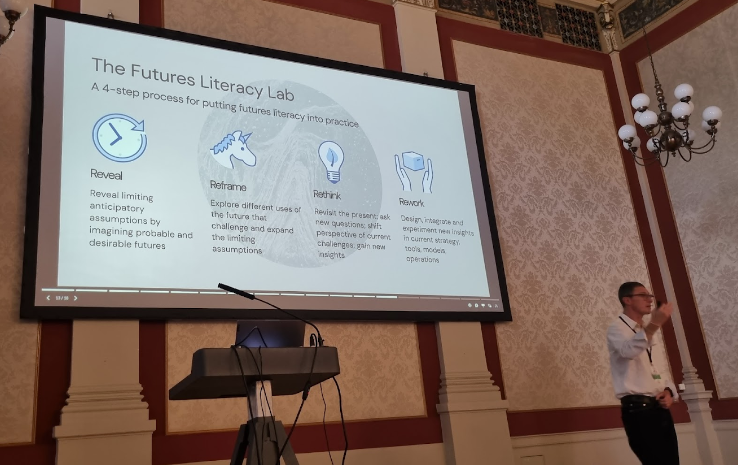 The Futures Literacy Lab
A 4-step process for putting futures literacy into practice
Reveal
Reveal limiting
anticipatory
assumptions by
imagining probable and
desirable futures
Reframe
Explore different uses of
the future that
challenge and expand
the limiting
assumptions
Rethink
Revisit the present; ask
new questions; shift
perspective of current
challenges; gain new
insights
Rework
Design, integrate and
experiment new insights
in current strategy,
tools, models
operations